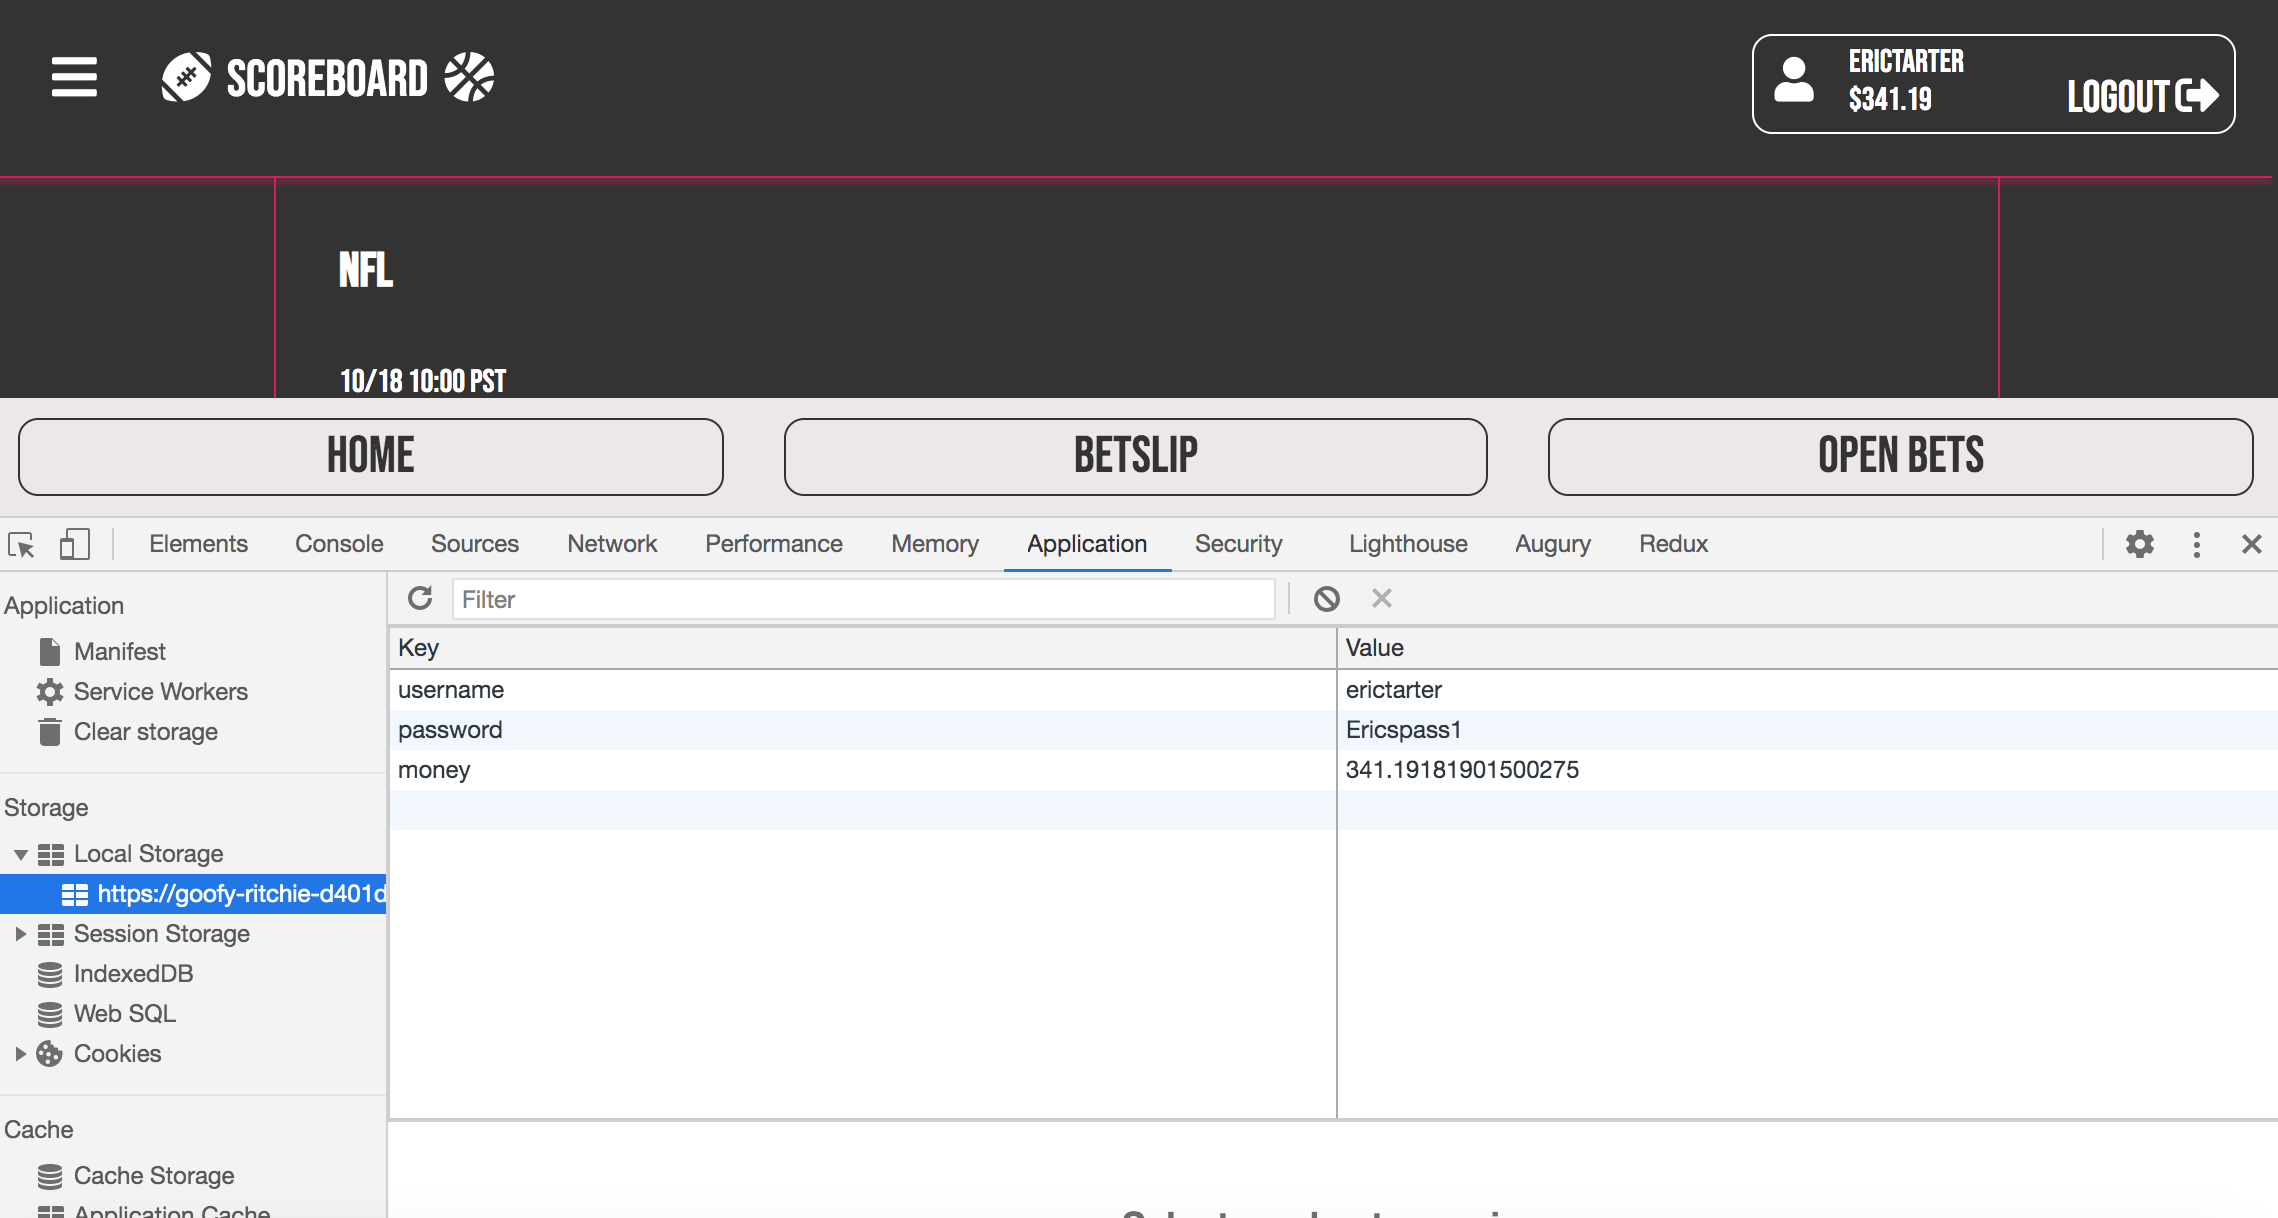 SCOREBOARD
ERICTARTER
$341.19
LOGOUT
NFL
10/18 10:00 PST
HOME BETSLIP OPEN BETS
Elements Console Sources Network Performance Memory Application Security Lighthouse Augury Redux
Application
Manifest
Service Workers
Clear storage
Storage
Local Storage
https://goofy-ritchie-d401d
Session Storage
IndexedDB
Web SQL
Cookies
Cache
Cache Storage
Application Cache
Filter
Key Value
username erictarter
password Ericspass1
money 341.19181901500275